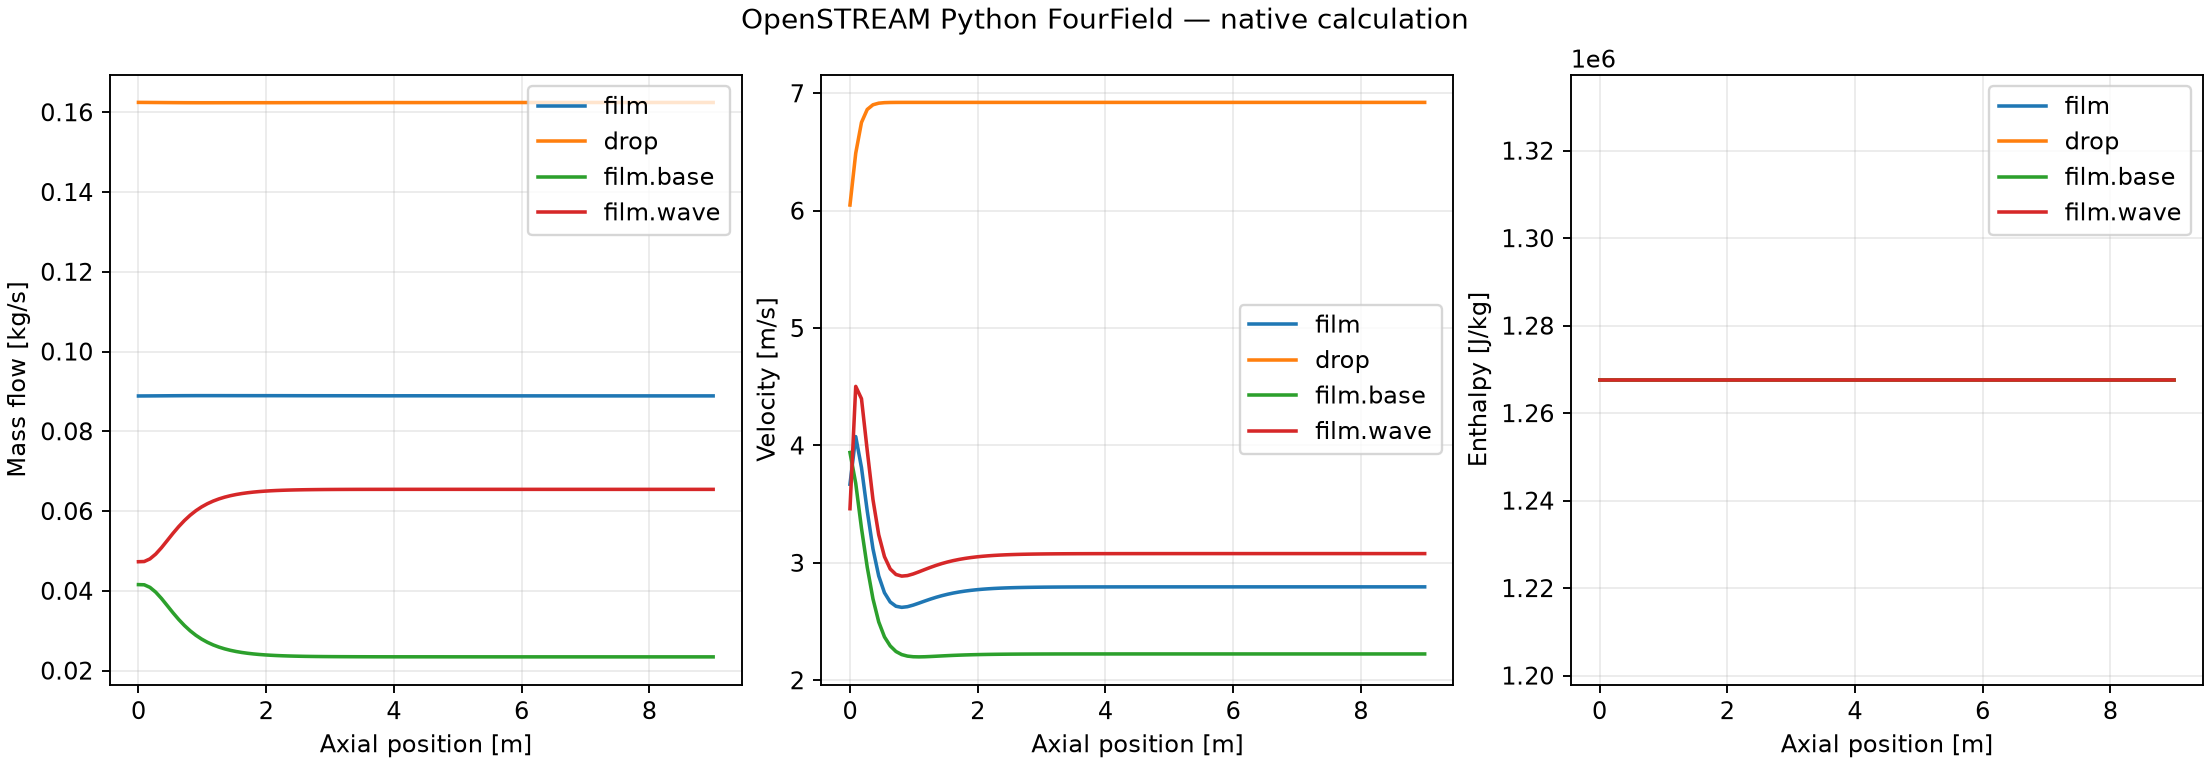 OpenSTREAM Python FourField — native calculation
Mass flow [kg/s]
0.16
0.14
0.12
0.10
0.08
0.06
0.04
0.02
0 2 4 6 8
Axial position [m]
film
drop
film.base
film.wave
Velocity [m/s]
7
6
5
4
3
2
0 2 4 6 8
Axial position [m]
film
drop
film.base
film.wave
1e6
Enthalpy [J/kg]
1.32
1.30
1.28
1.26
1.24
1.22
1.20
0 2 4 6 8
Axial position [m]
film
drop
film.base
film.wave